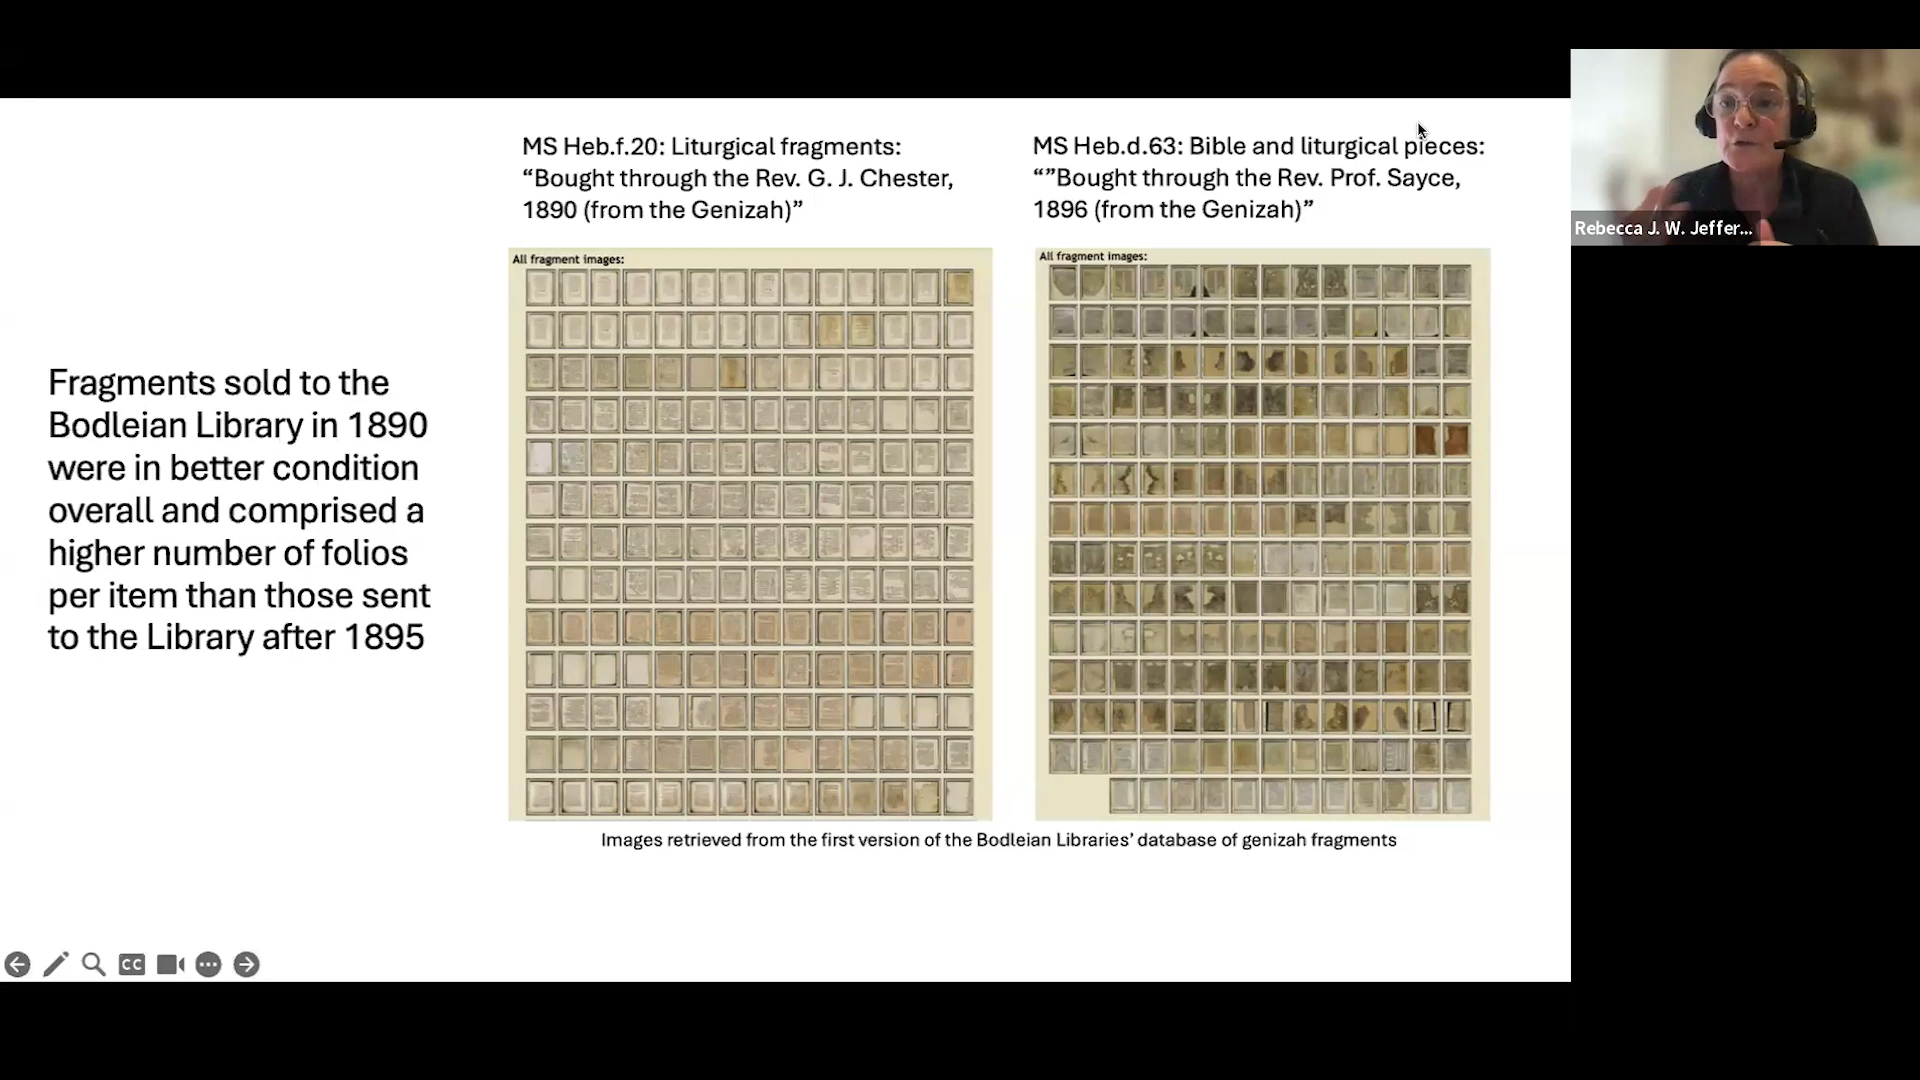 MS Heb.f.20: Liturgical fragments:
“Bought through the Rev. G. J. Chester,
1890 (from the Genizah)”
MS Heb.d.63: Bible and liturgical pieces:
“”Bought through the Rev. Prof. Sayce,
1896 (from the Genizah)”
Rebecca J. W. Jeffer...
All fragment images:
All fragment images:
Fragments sold to the
Bodleian Library in 1890
were in better condition
overall and comprised a
higher number of folios
per item than those sent
to the Library after 1895
Images retrieved from the first version of the Bodleian Libraries’ database of genizah fragments
CC